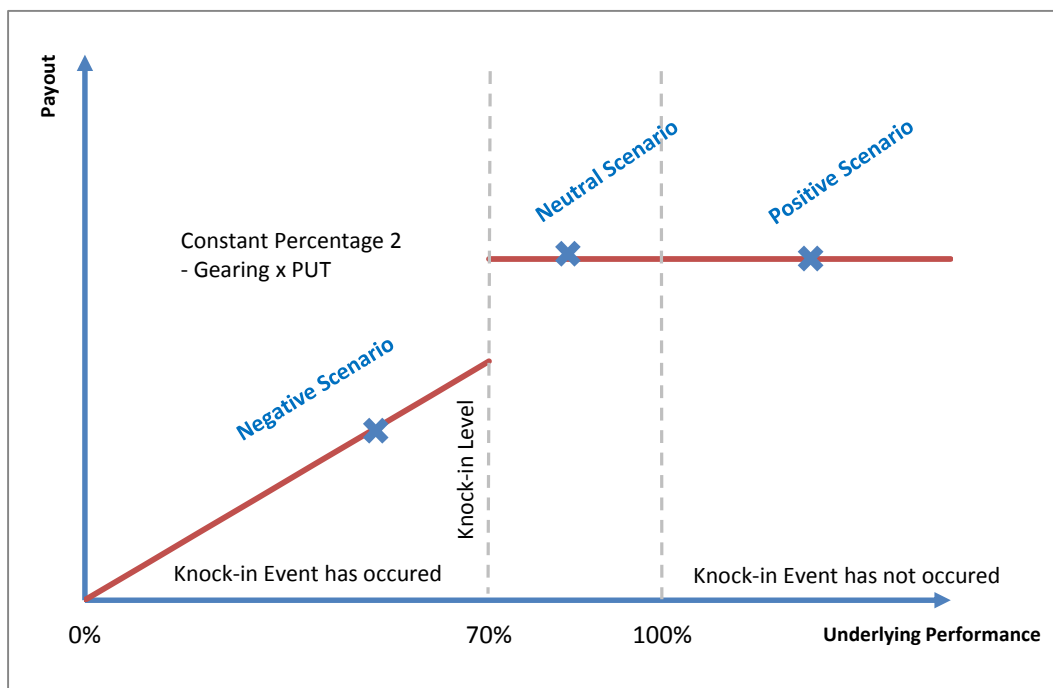 Payout
Neutral Scenario
Positive Scenario
Constant Percentage 2
- Gearing x PUT
Negative Scenario
Knock-in Level
Knock-in Event has occured
Knock-in Event has not occured
0%
70%
100%
Underlying Performance